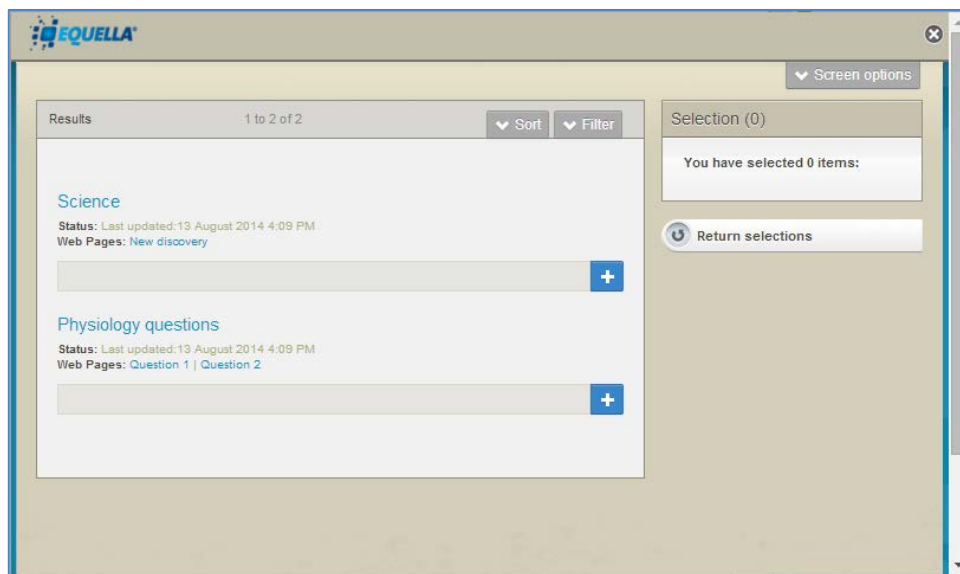 EQUELLA
Screen options
Results 1 to 2 of 2 Sort Filter
Science
Status: Last updated:13 August 2014 4:09 PM
Web Pages: New discovery
Physiology questions
Status: Last updated:13 August 2014 4:09 PM
Web Pages: Question 1 | Question 2
Selection (0)
You have selected 0 items:
Return selections